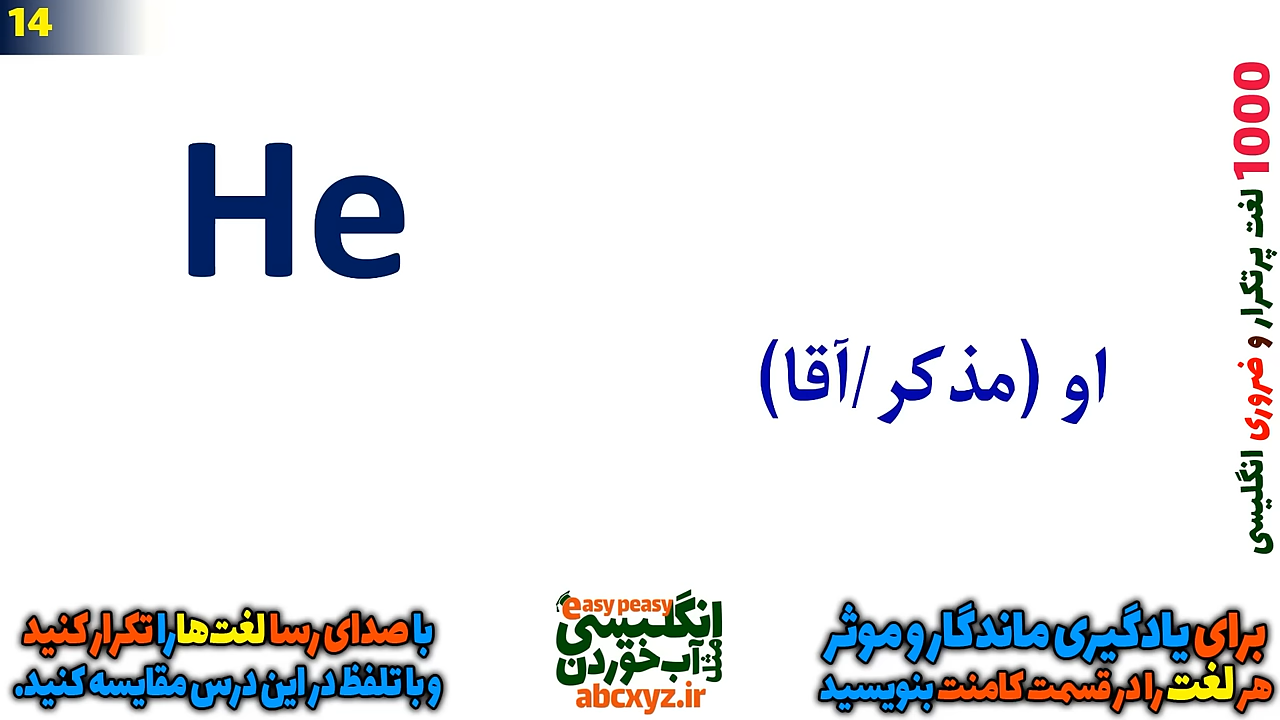 14
He
او (مذکر/آقا)
1000 لغت پرتکرار و ضروری انگلیسی
با صدای رسا لغت‌ها را تکرار کنید
و با تلفظ در این درس مقایسه کنید.
easy peasy
انگلیسی
مثل
آب خوردن
abcxyz.ir
برای یادگیری ماندگار و موثر
هر لغت را در قسمت کامنت بنویسید